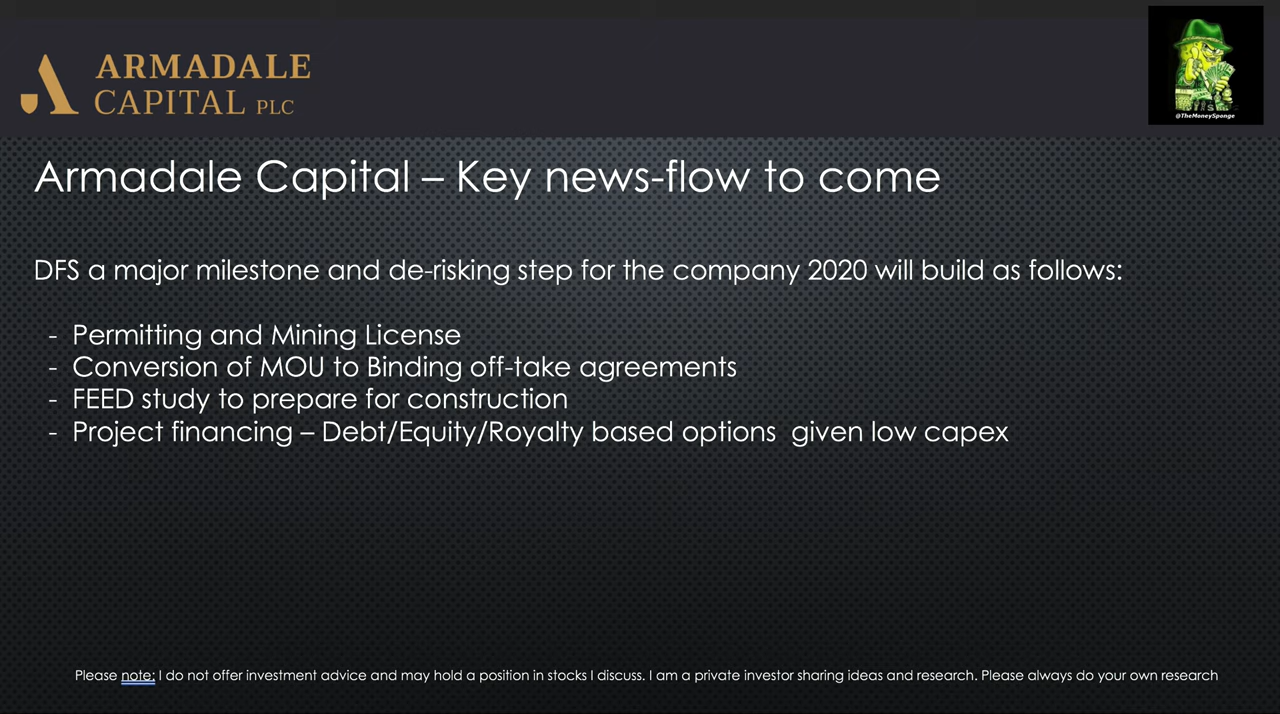 ARMADALE
CAPITAL PLC
@TheMoneySponge
Armadale Capital – Key news-flow to come
DFS a major milestone and de-risking step for the company 2020 will build as follows:
- Permitting and Mining License
- Conversion of MOU to Binding off-take agreements
- FEED study to prepare for construction
- Project financing – Debt/Equity/Royalty based options given low capex
Please note: I do not offer investment advice and may hold a position in stocks I discuss. I am a private investor sharing ideas and research. Please always do your own research